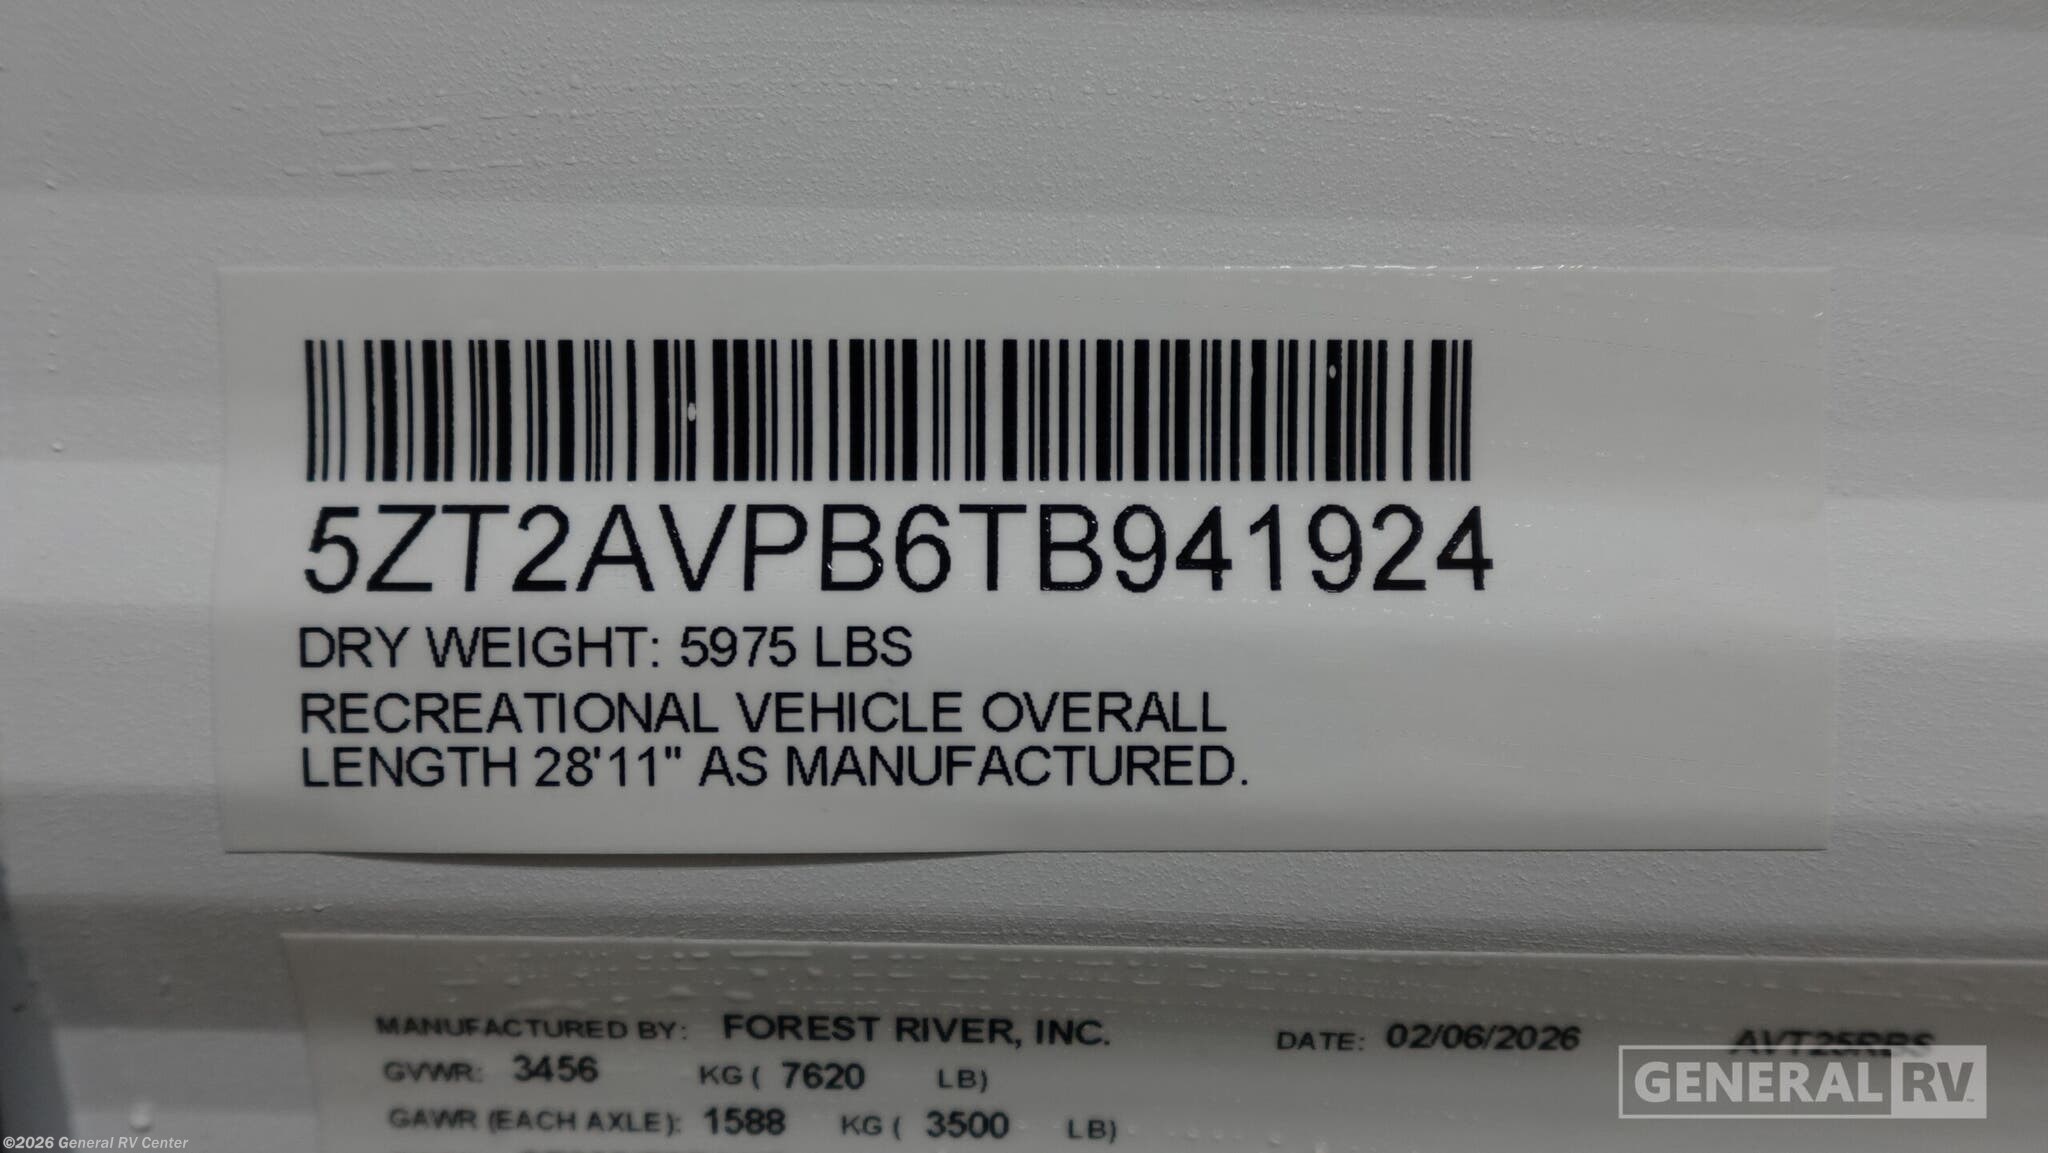 5ZT2AVPB6TB941924
DRY WEIGHT: 5975 LBS
RECREATIONAL VEHICLE OVERALL
LENGTH 28'11" AS MANUFACTURED.
MANUFACTURED BY: FOREST RIVER, INC. DATE: 02/06/2026 AVT25RBS
GVWR: 3456 KG ( 7620 LB)
GAWR (EACH AXLE): 1588 KG ( 3500 LB)
GENERAL RV
©2026 General RV Center